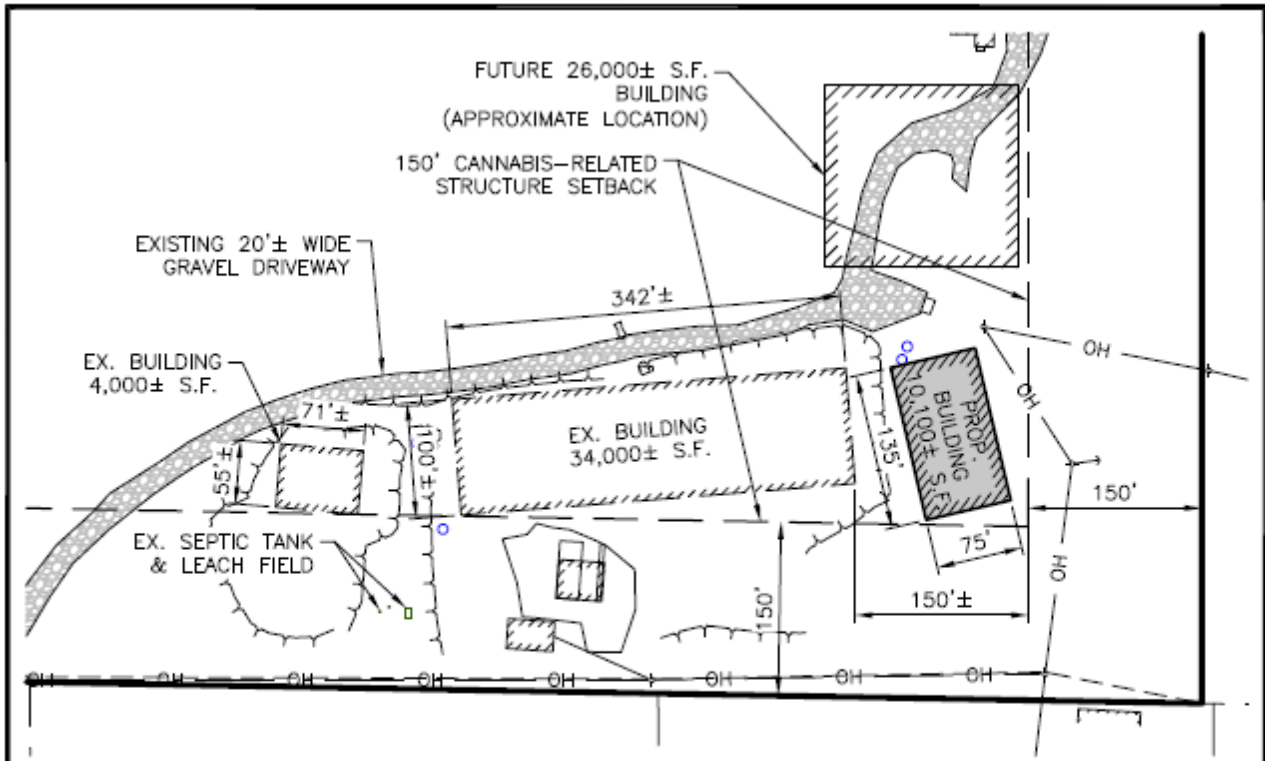 FUTURE 26,000± S.F.
BUILDING
(APPROXIMATE LOCATION)
150' CANNABIS-RELATED
STRUCTURE SETBACK
EXISTING 20'± WIDE
GRAVEL DRIVEWAY
342'±
OH
OH
EX. BUILDING
4,000± S.F.
71'±
100'±
55'±
EX. BUILDING
34,000± S.F.
135'
PROP.
BUILDING
10,100± S.F.
150'
75'
OH
EX. SEPTIC TANK
& LEACH FIELD
150'
150'±
OH
OH
OH
OH
OH
OH
OH
OH